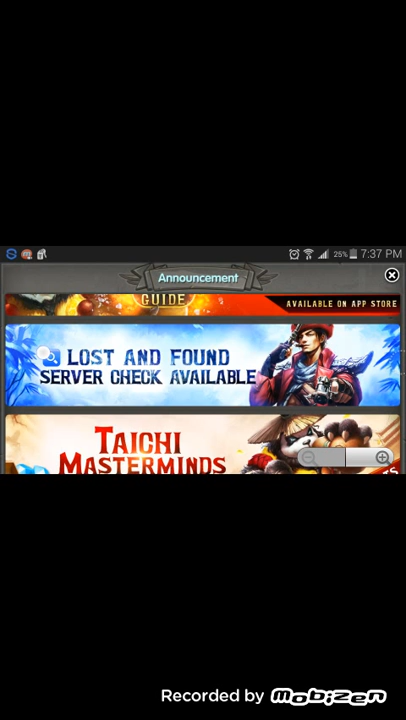 25% 7:37 PM
Announcement
GUIDE
AVAILABLE ON APP STORE
LOST AND FOUND
SERVER CHECK AVAILABLE
TAICHI
MASTERMINDS
Recorded by mobizen